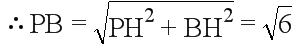 ∴ PB = √(PH² + BH²) = √6